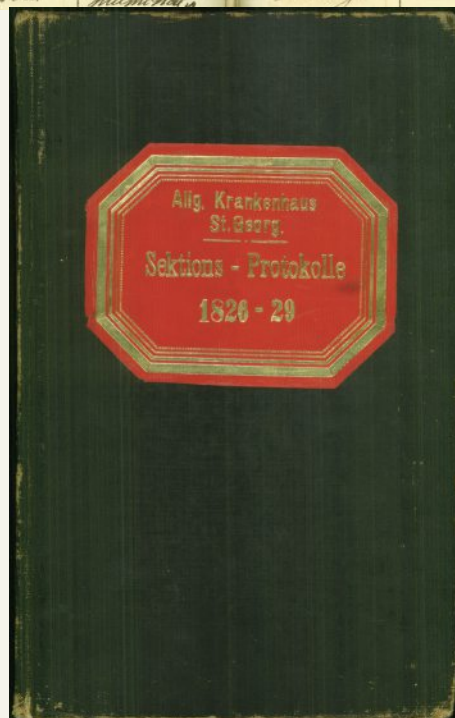 Allg. Krankenhaus
St. Georg.
Sektions - Protokolle
1826 - 29